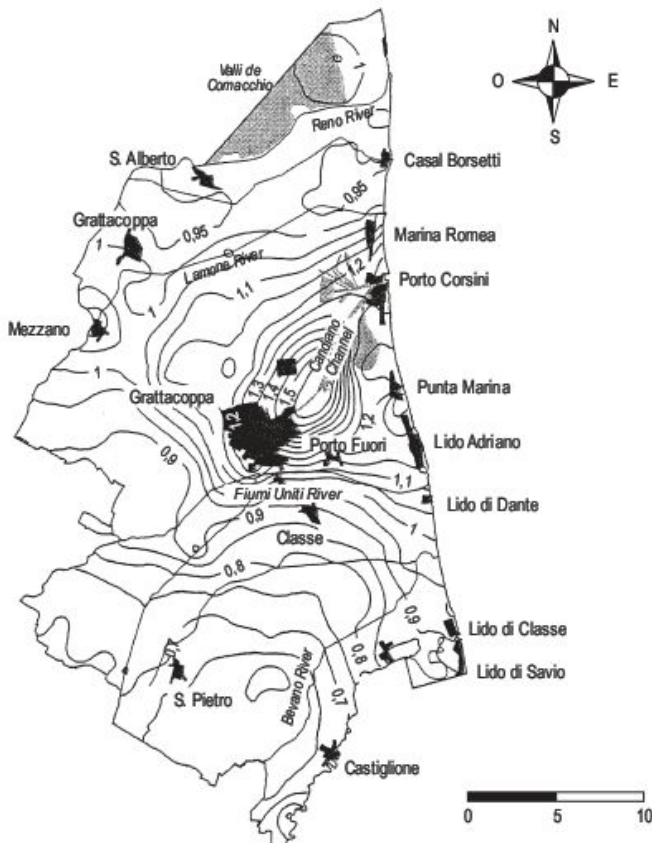 N
O
E
S
Valli de
Comacchio
1
Reno River
S. Alberto
Casal Borsetti
0,95
Grattacoppa
0,95
1
Marina Romea
Lamone River
1,2
1,1
Porto Corsini
1
Mezzano
Candiano
Channel
1
1,3
1,4
1,5
Punta Marina
Grattacoppa
1,2
1,2
Lido Adriano
Porto Fuori
0,9
1,1
Fiumi Uniti River
Lido di Dante
0,9
1
Classe
0,8
0,9
Lido di Classe
0,8
Lido di Savio
S. Pietro
Bevano River
0,7
Castiglione
0
5
10